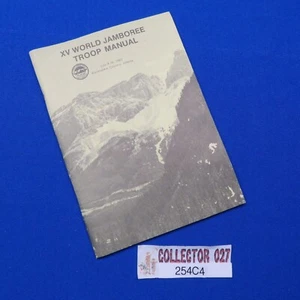 XV WORLD JAMBOREE
TROOP MANUAL
COLLECTOR 027
254C4